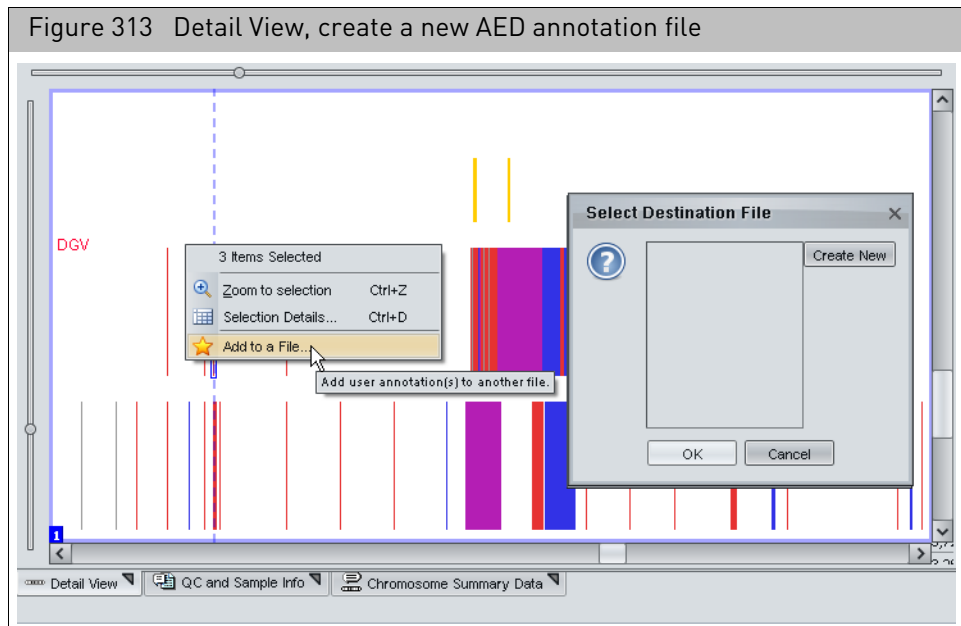 Figure 313 Detail View, create a new AED annotation file
DGV
3 Items Selected
Zoom to selection Ctrl+Z
Selection Details... Ctrl+D
Add to a File...
Add user annotation(s) to another file.
Select Destination File
Create New
OK Cancel
1
Detail View QC and Sample Info Chromosome Summary Data